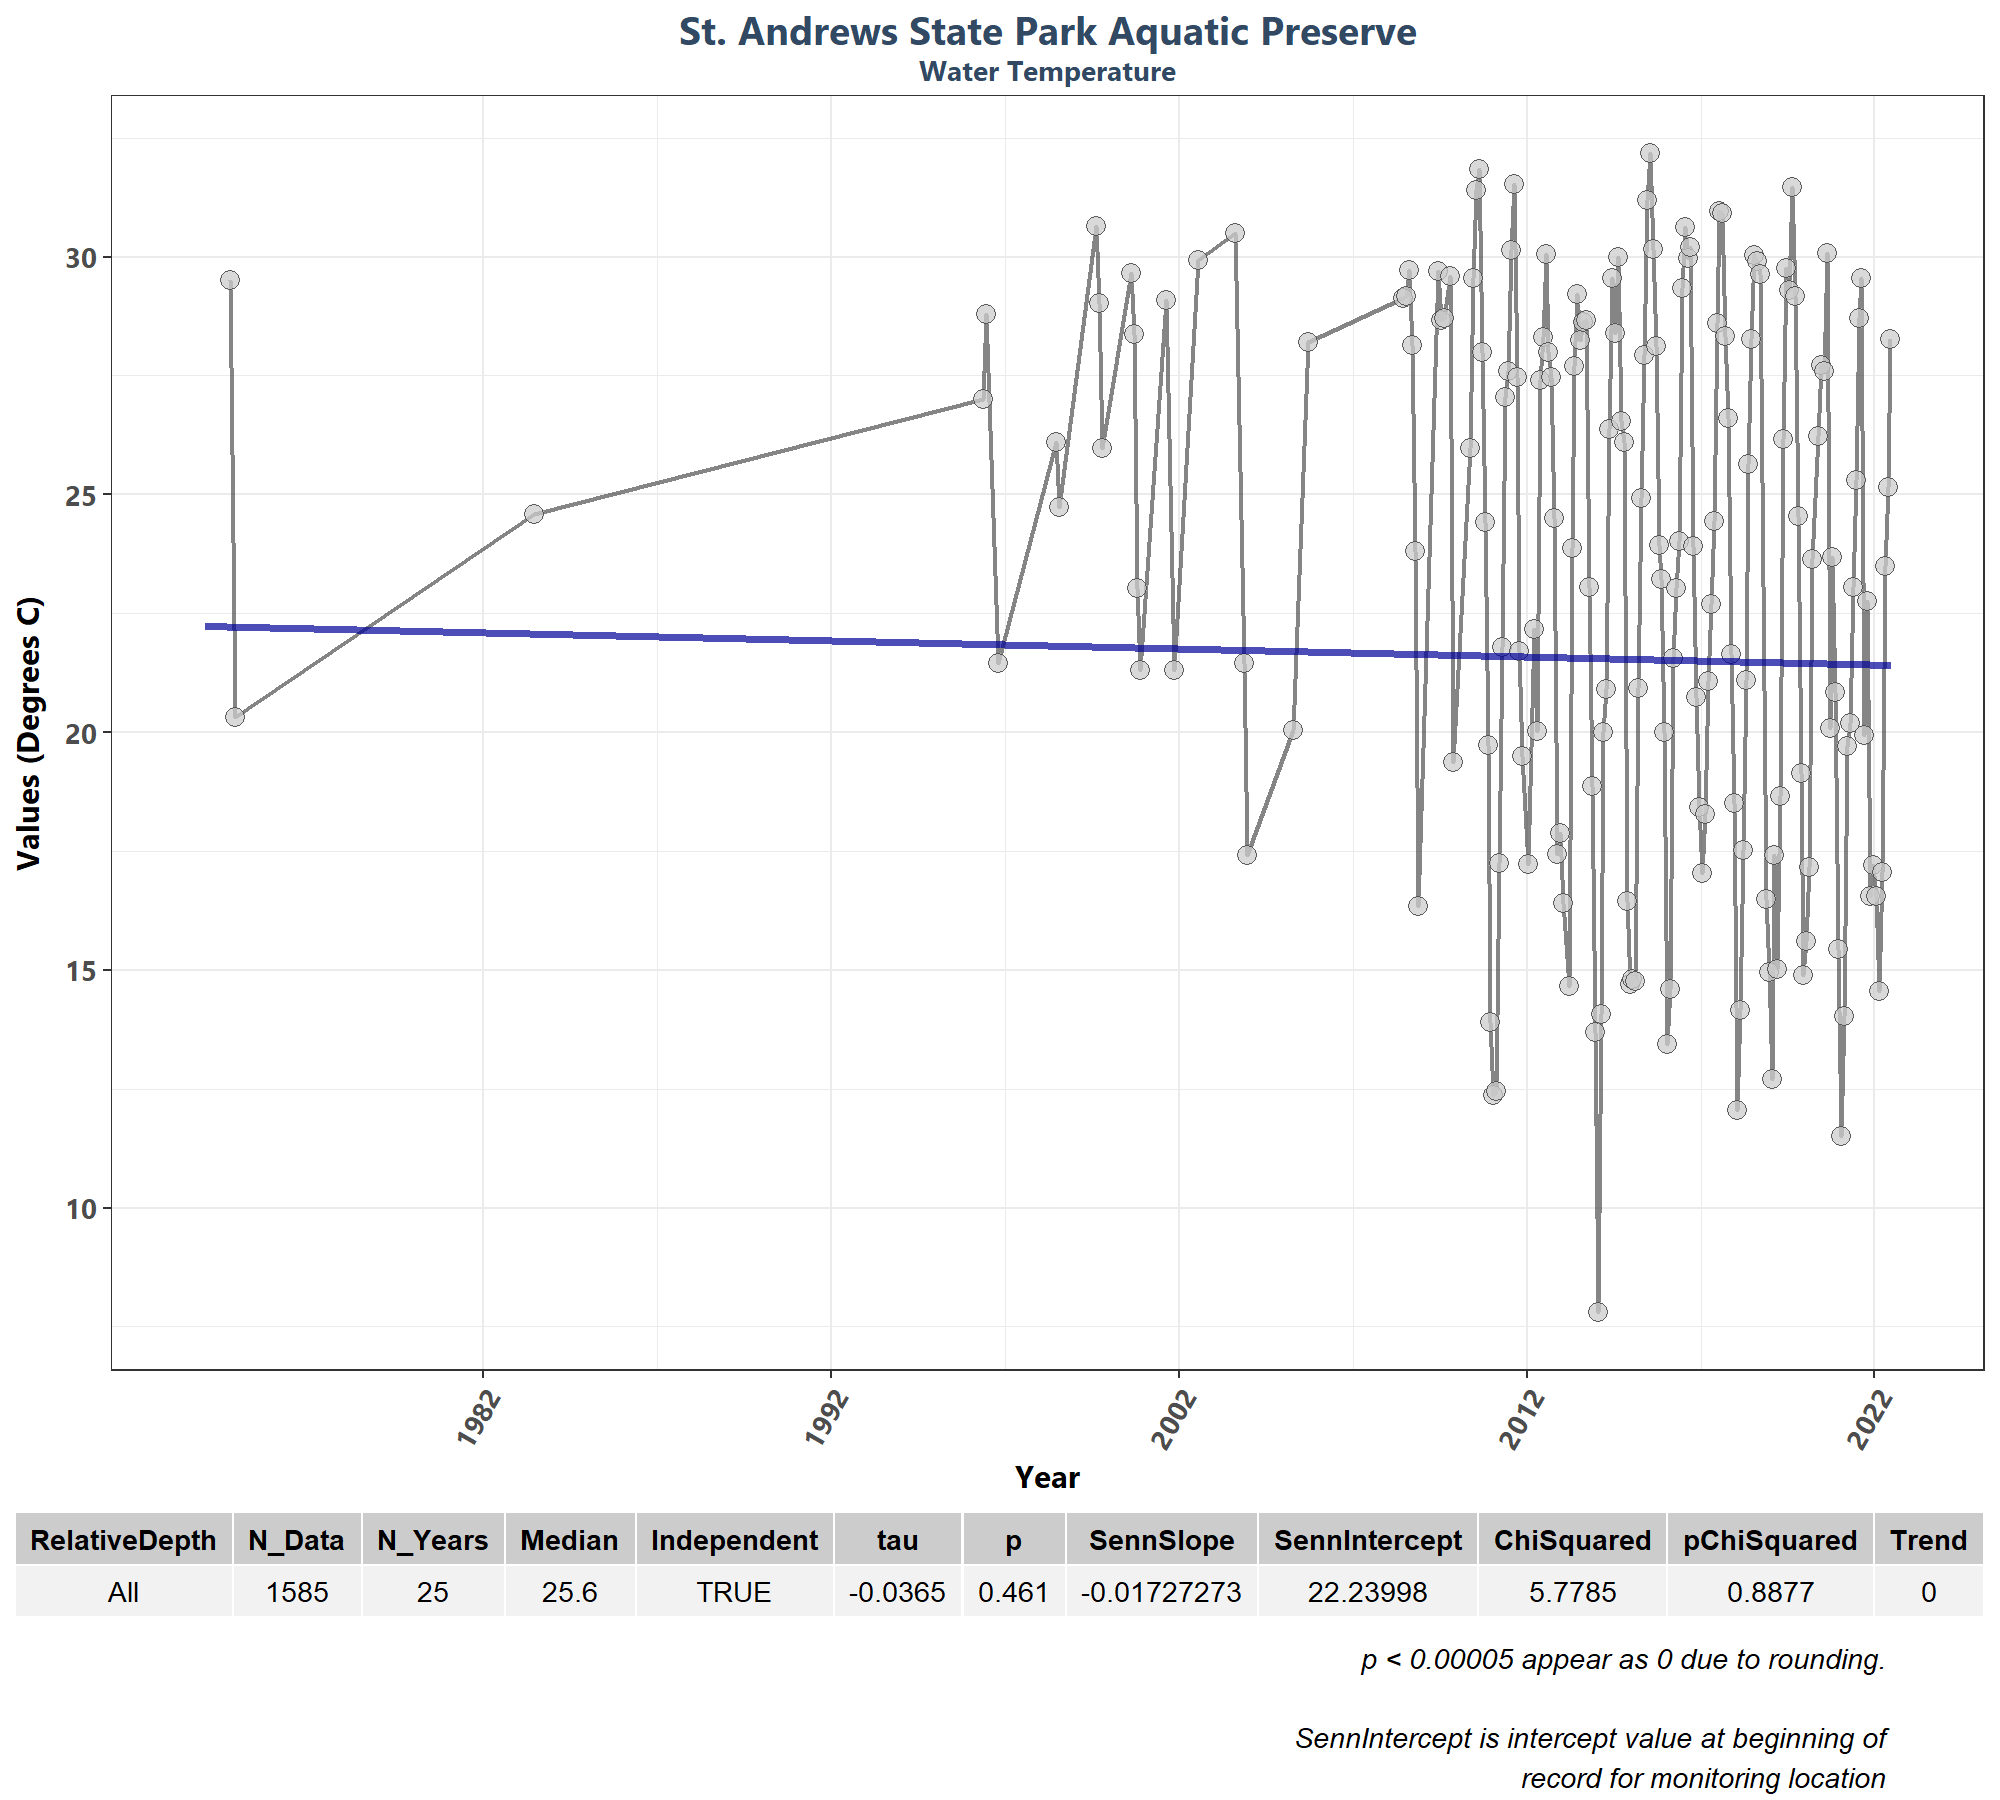 St. Andrews State Park Aquatic Preserve
Water Temperature
Values (Degrees C)
30
25
20
15
10
1982
1992
2002
2012
2022
Year
RelativeDepth N_Data N_Years Median Independent tau p SennSlope SennIntercept ChiSquared pChiSquared Trend
All 1585 25 25.6 TRUE -0.0365 0.461 -0.01727273 22.23998 5.7785 0.8877 0
p < 0.00005 appear as 0 due to rounding.
SennIntercept is intercept value at beginning of
record for monitoring location